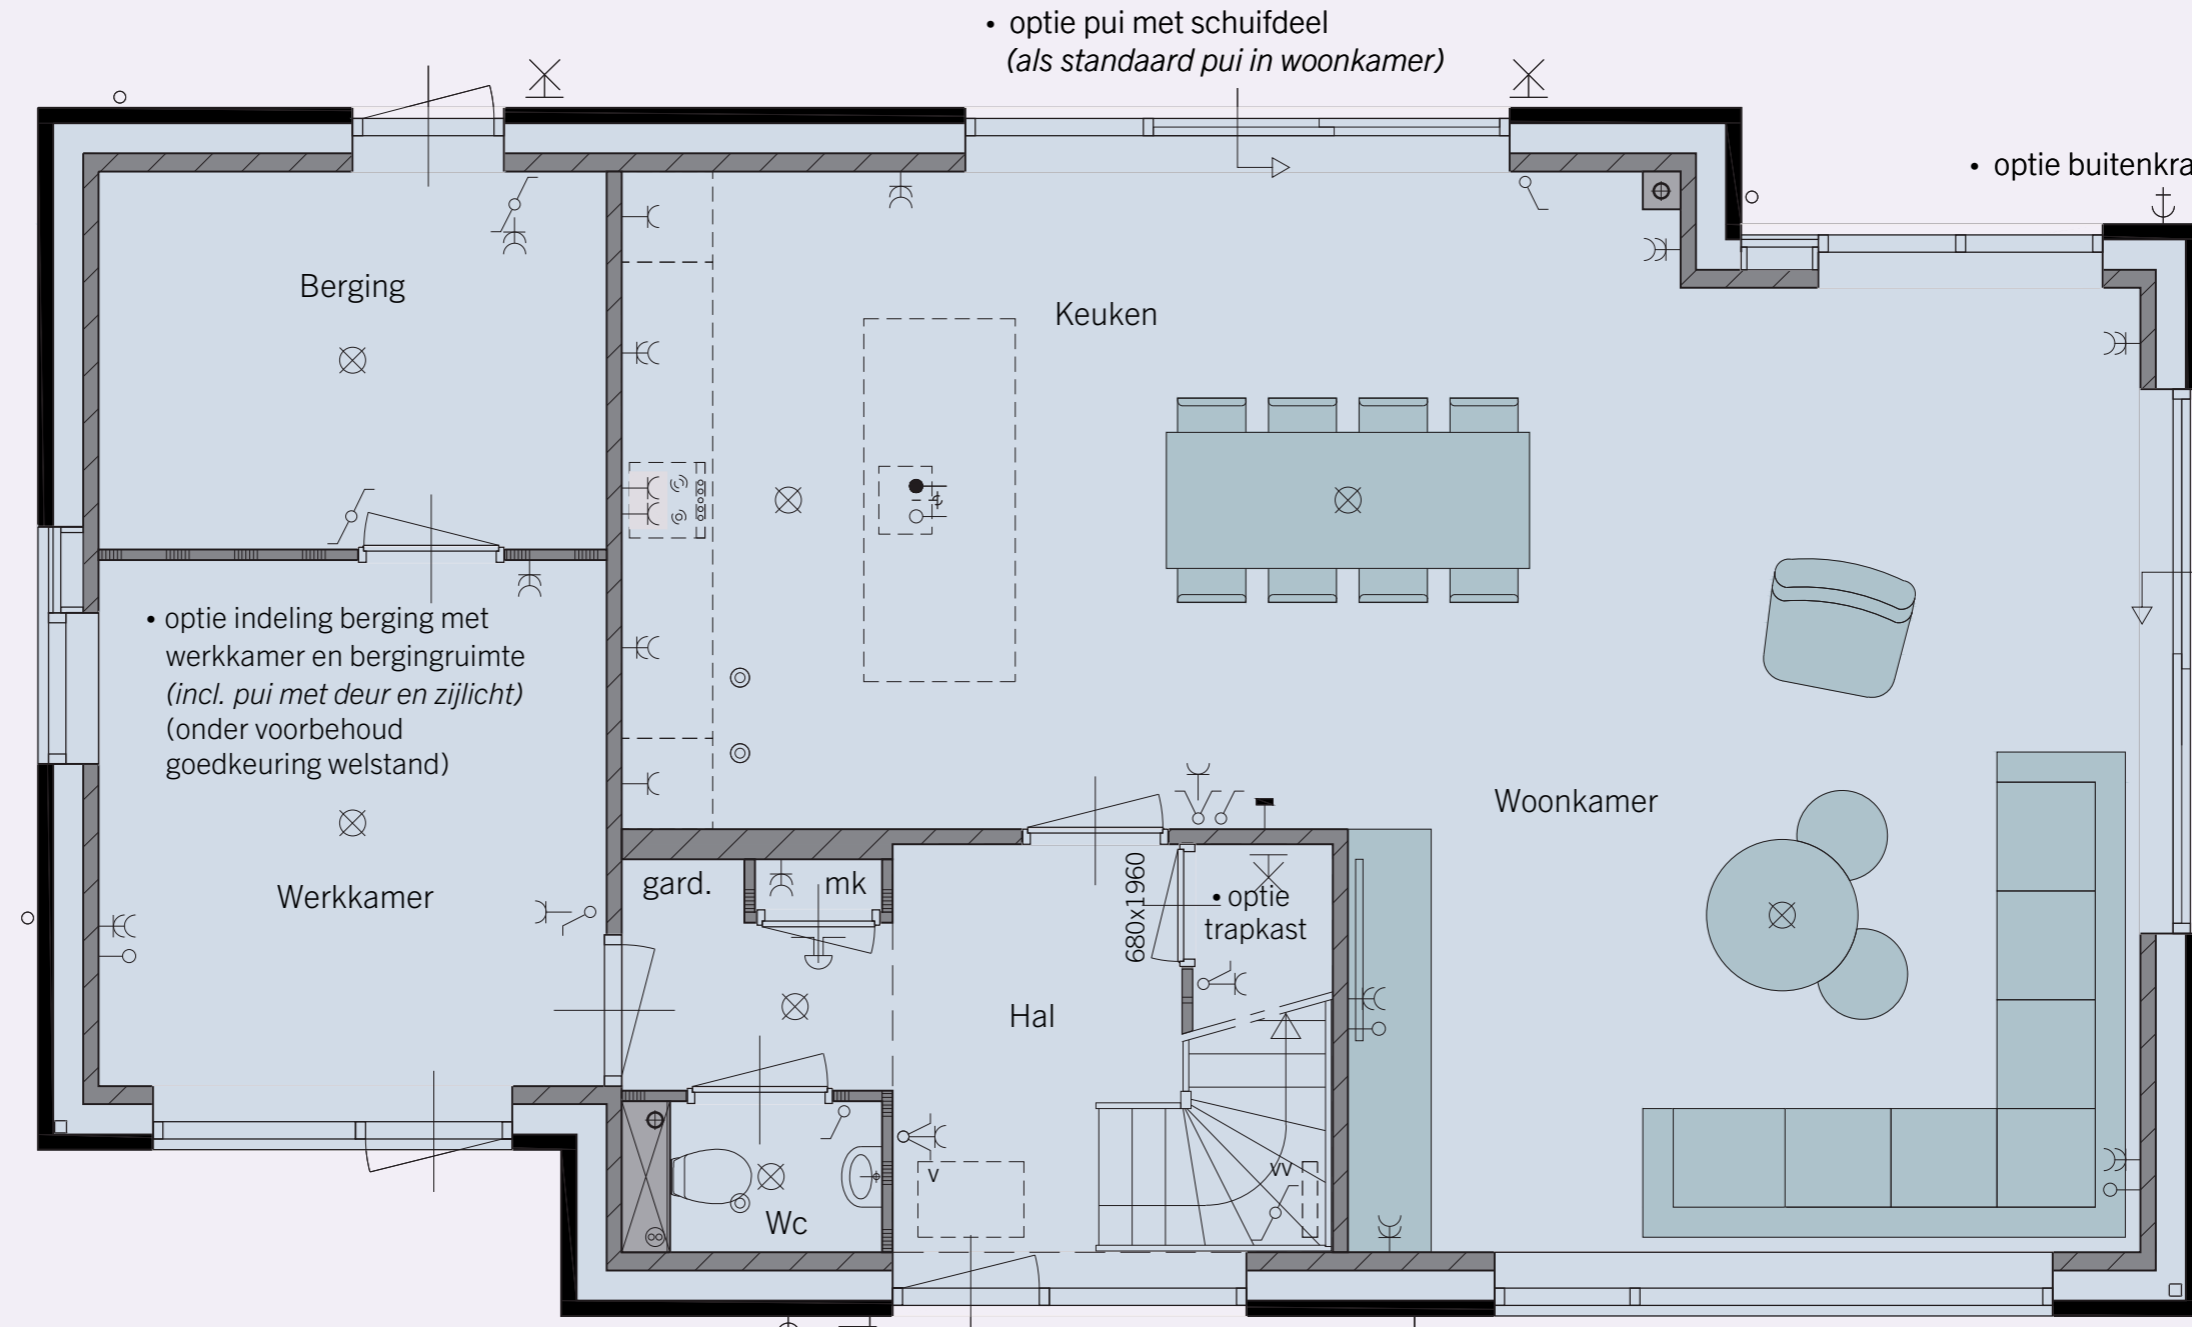 • optie pui met schuifdeel
(als standaard pui in woonkamer)
• optie buitenkra
Berging
Keuken
• optie indeling berging met
werkkamer en bergingruimte
(incl. pui met deur en zijlicht)
(onder voorbehoud
goedkeuring welstand)
Woonkamer
Werkkamer
gard.
mk
680x1960
• optie
trapkast
Hal
v
vv
Wc